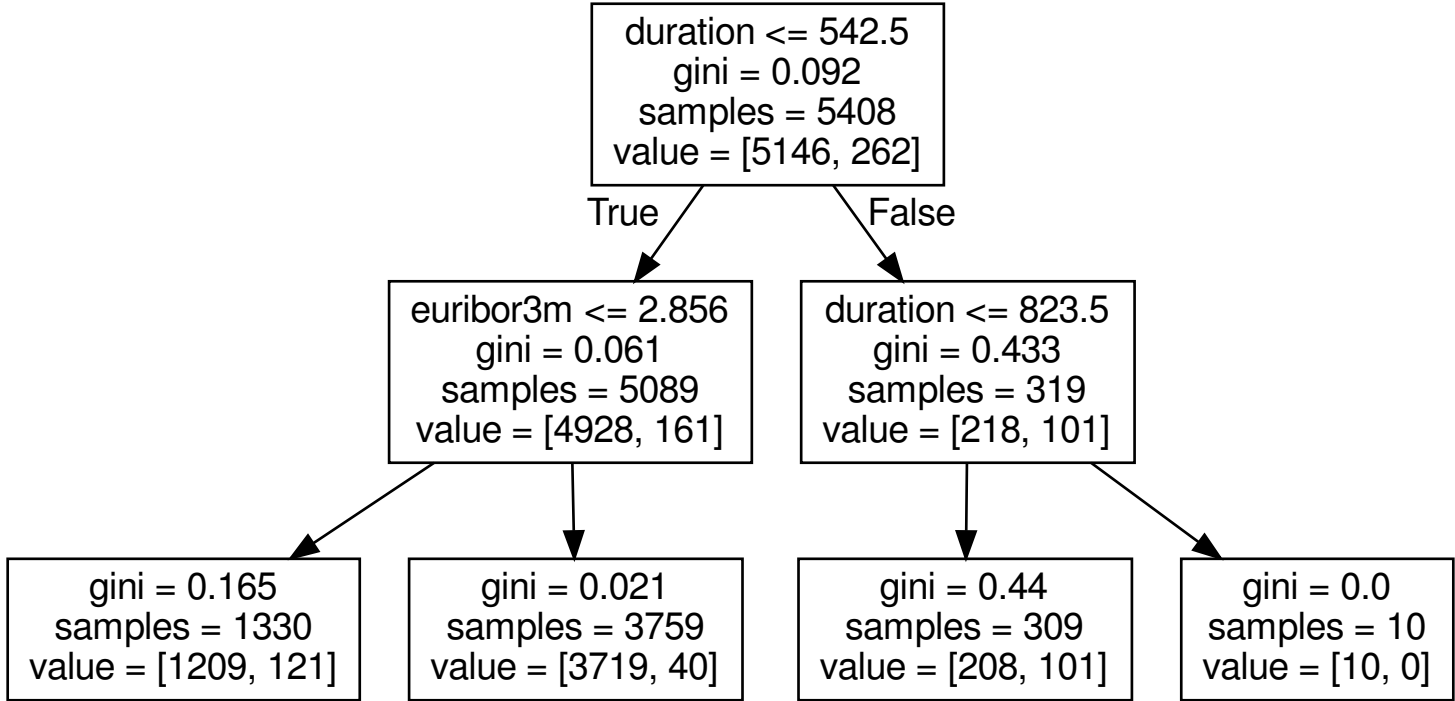 duration <= 542.5
gini = 0.092
samples = 5408
value = [5146, 262]
True
False
euribor3m <= 2.856
gini = 0.061
samples = 5089
value = [4928, 161]
duration <= 823.5
gini = 0.433
samples = 319
value = [218, 101]
gini = 0.165
samples = 1330
value = [1209, 121]
gini = 0.021
samples = 3759
value = [3719, 40]
gini = 0.44
samples = 309
value = [208, 101]
gini = 0.0
samples = 10
value = [10, 0]